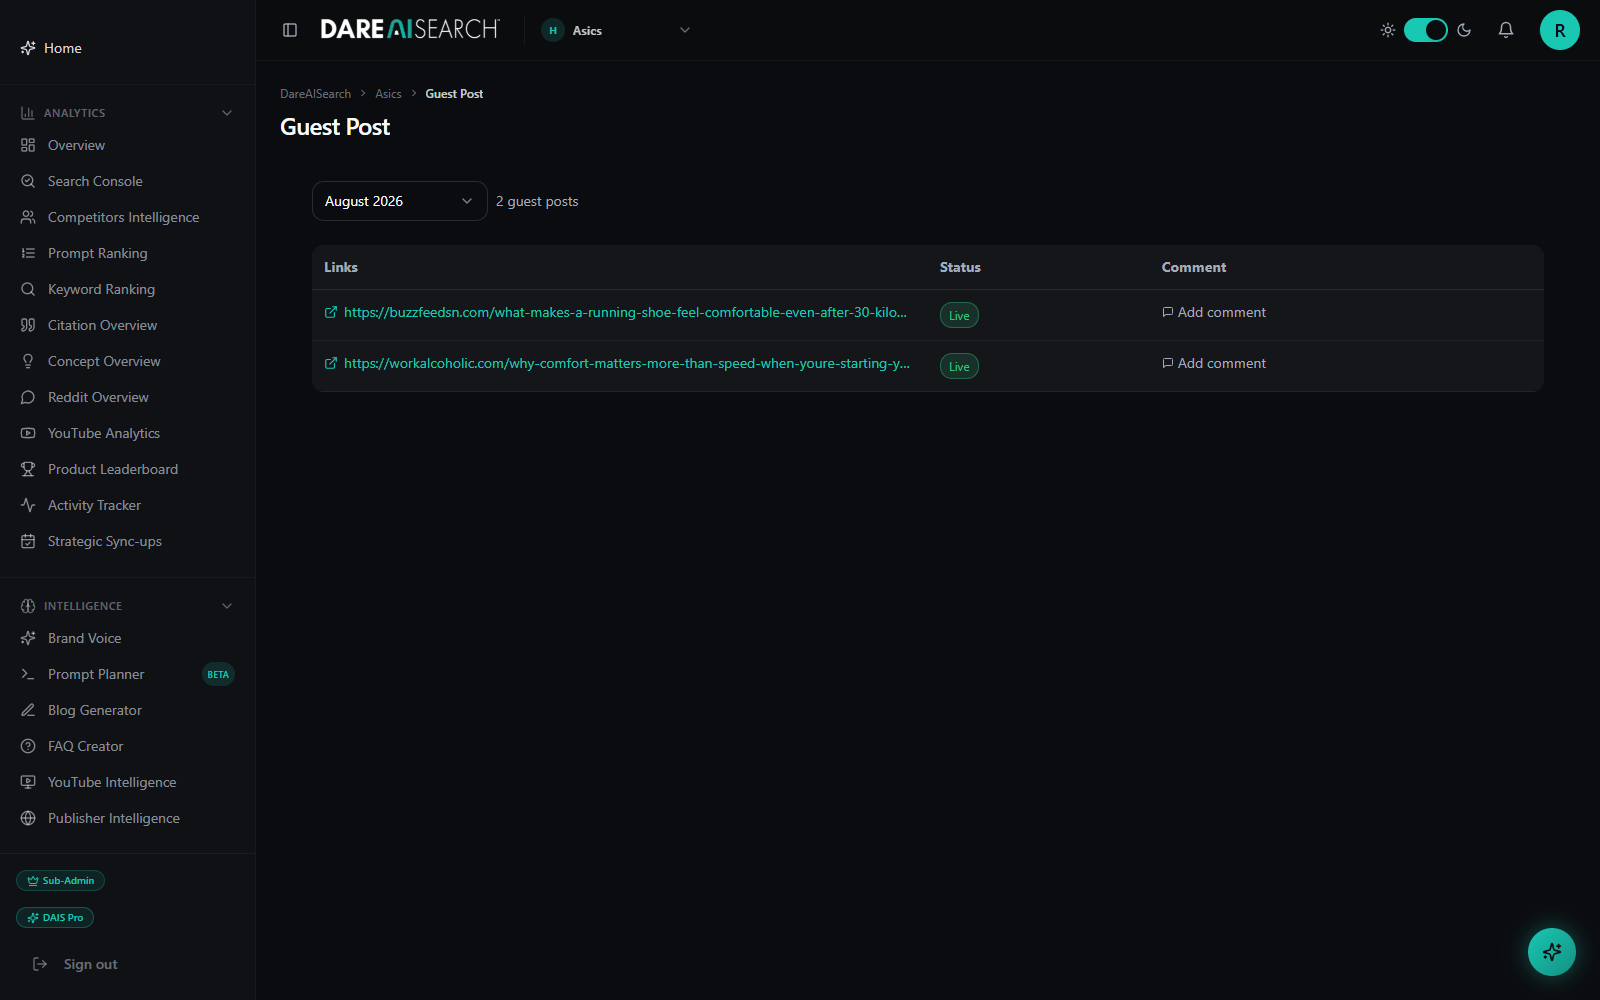 Home
ANALYTICS
Overview
Search Console
Competitors Intelligence
Prompt Ranking
Keyword Ranking
Citation Overview
Concept Overview
Reddit Overview
YouTube Analytics
Product Leaderboard
Activity Tracker
Strategic Sync-ups
INTELLIGENCE
Brand Voice
Prompt Planner BETA
Blog Generator
FAQ Creator
YouTube Intelligence
Publisher Intelligence
Sub-Admin
DAIS Pro
Sign out
DARE AISEARCH
H Asics
R
DareAISearch > Asics > Guest Post
Guest Post
August 2026 2 guest posts
Links Status Comment
https://buzzfeedsn.com/what-makes-a-running-shoe-feel-comfortable-even-after-30-kilo... Live Add comment
https://workalcoholic.com/why-comfort-matters-more-than-speed-when-youre-starting-y... Live Add comment